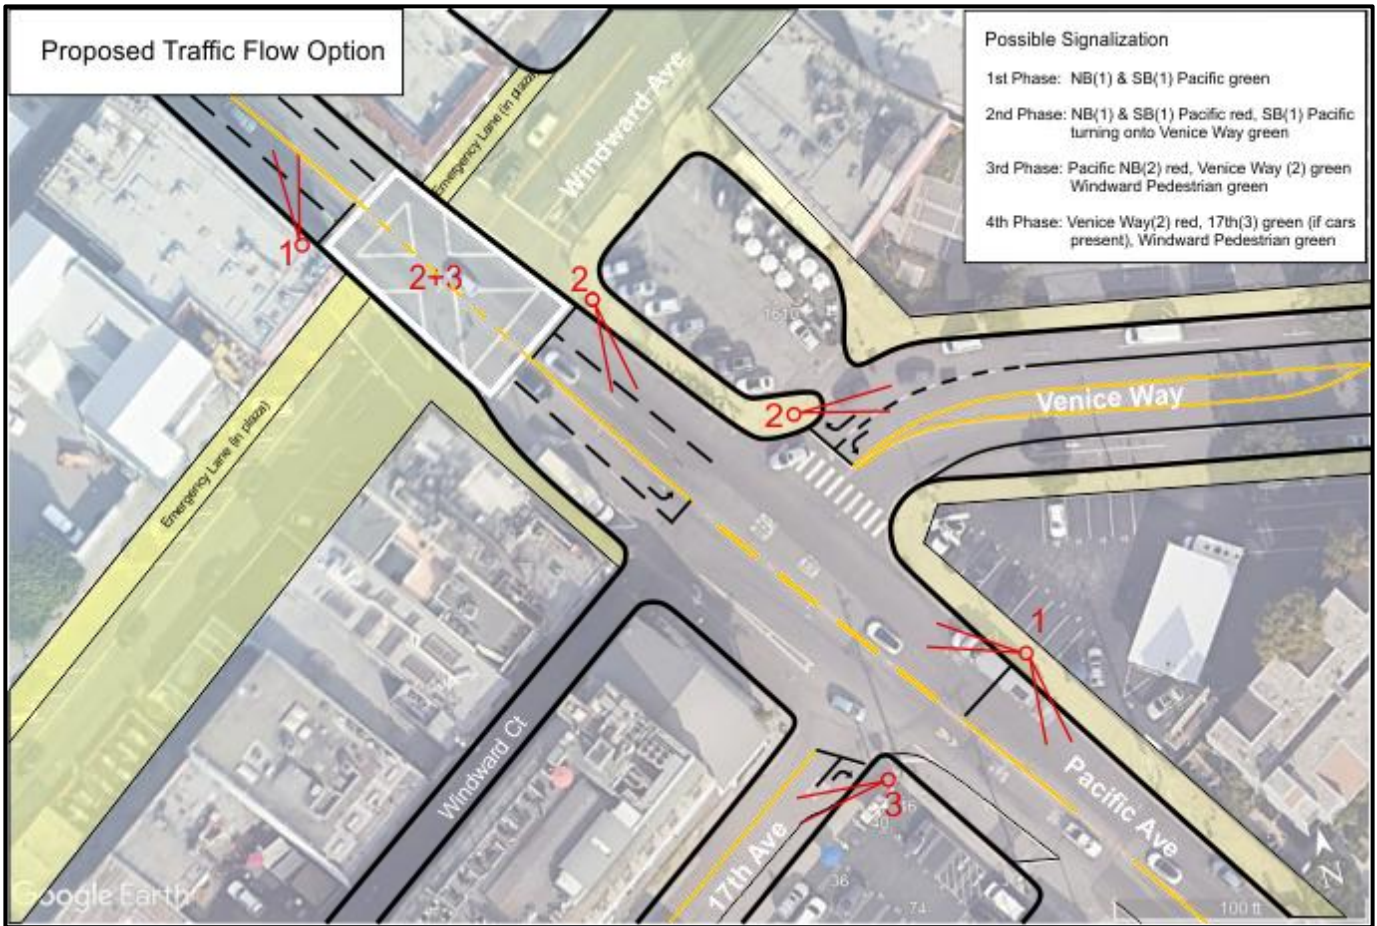 Proposed Traffic Flow Option
Possible Signalization
1st Phase: NB(1) & SB(1) Pacific green
2nd Phase: NB(1) & SB(1) Pacific red, SB(1) Pacific
turning onto Venice Way green
3rd Phase: Pacific NB(2) red, Venice Way (2) green
Windward Pedestrian green
4th Phase: Venice Way(2) red, 17th(3) green (if cars
present), Windward Pedestrian green
Emergency Lane (in plaza)
Windward Ave
1
2+3
2
1610
2
Venice Way
Emergency Lane (in plaza)
1
Windward Ct
3
17th Ave
Pacific Ave
36
74
N
Google Earth
100 ft